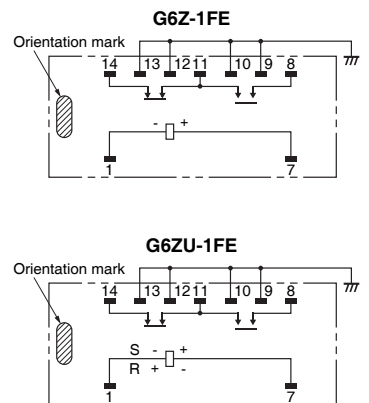 G6Z-1FE
Orientation mark
14 13 12 11 10 9 8
- +
1 7
G6ZU-1FE
Orientation mark
14 13 12 11 10 9 8
S - +
R + -
1 7